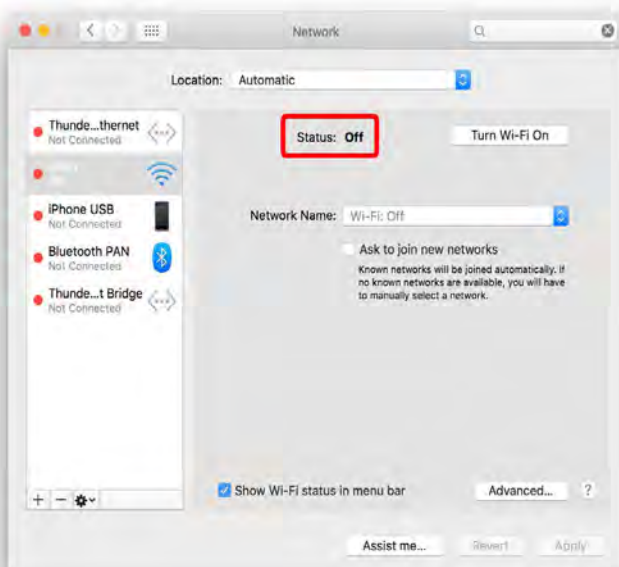 Network
Location: Automatic
Thunde...thernet
Not Connected
Status: Off
Turn Wi-Fi On
iPhone USB
Not Connected
Network Name: Wi-Fi: Off
Bluetooth PAN
Not Connected
Ask to join new networks
Known networks will be joined automatically. If
no known networks are available, you will have
to manually select a network.
Thunde...t Bridge
Not Connected
Show Wi-Fi status in menu bar
Advanced...
?
Assist me...
Revert
Apply